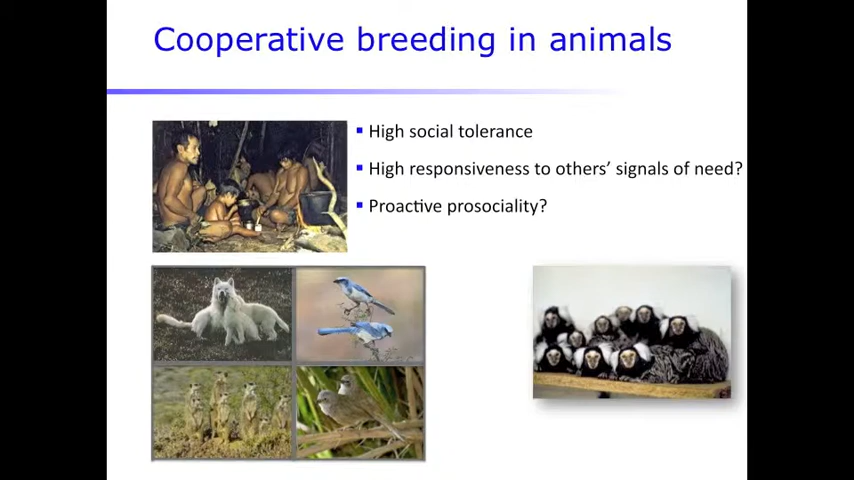 Cooperative breeding in animals
High social tolerance
High responsiveness to others’ signals of need?
Proactive prosociality?